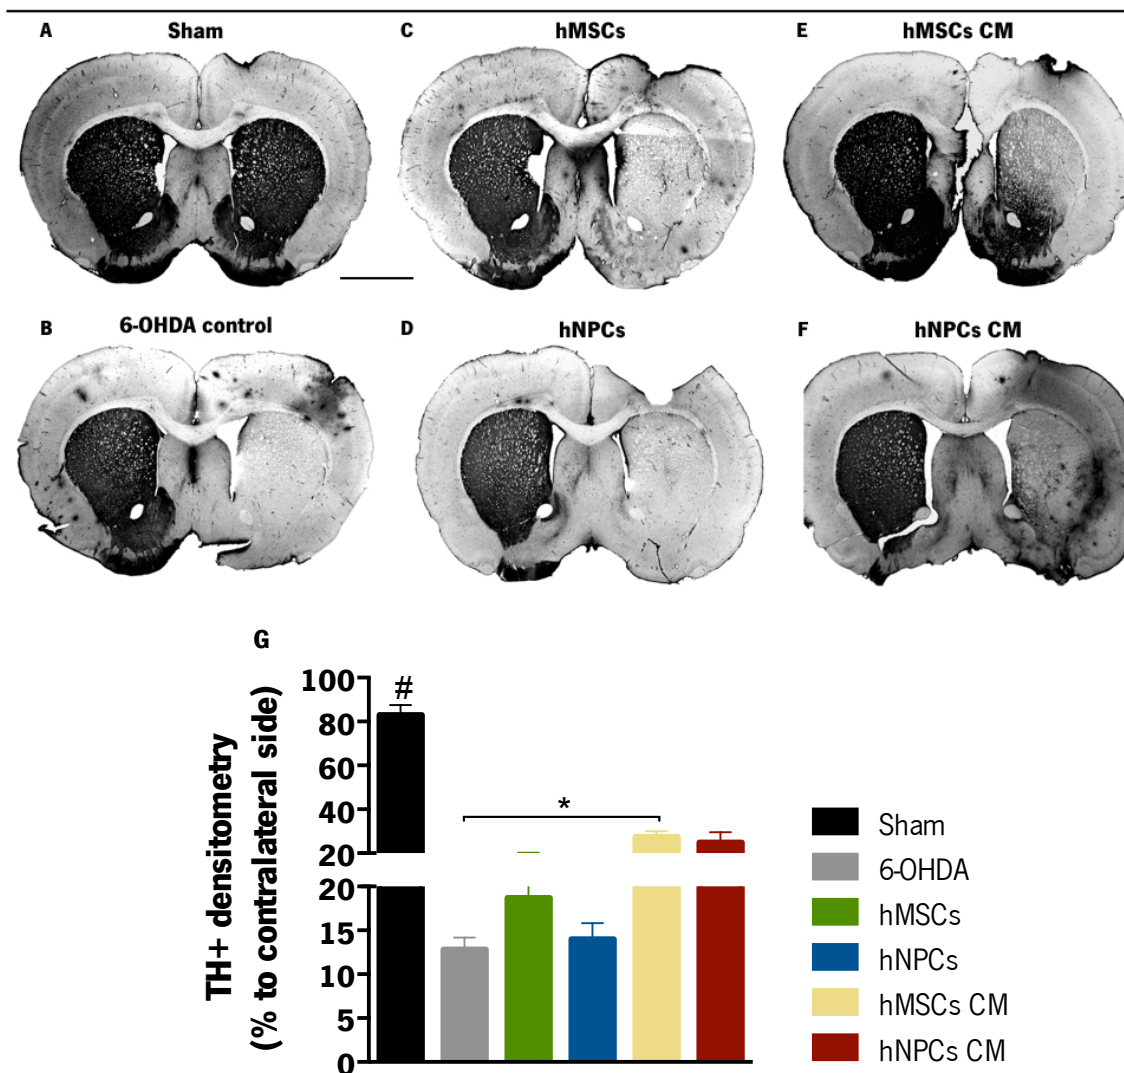 A Sham
C hMSCs
E hMSCs CM
B 6-OHDA control
D hNPCs
F hNPCs CM
G
TH+ densitometry
(% to contralateral side)
100
80
60
40
20
20
15
10
5
0
#
*
Sham
6-OHDA
hMSCs
hNPCs
hMSCs CM
hNPCs CM